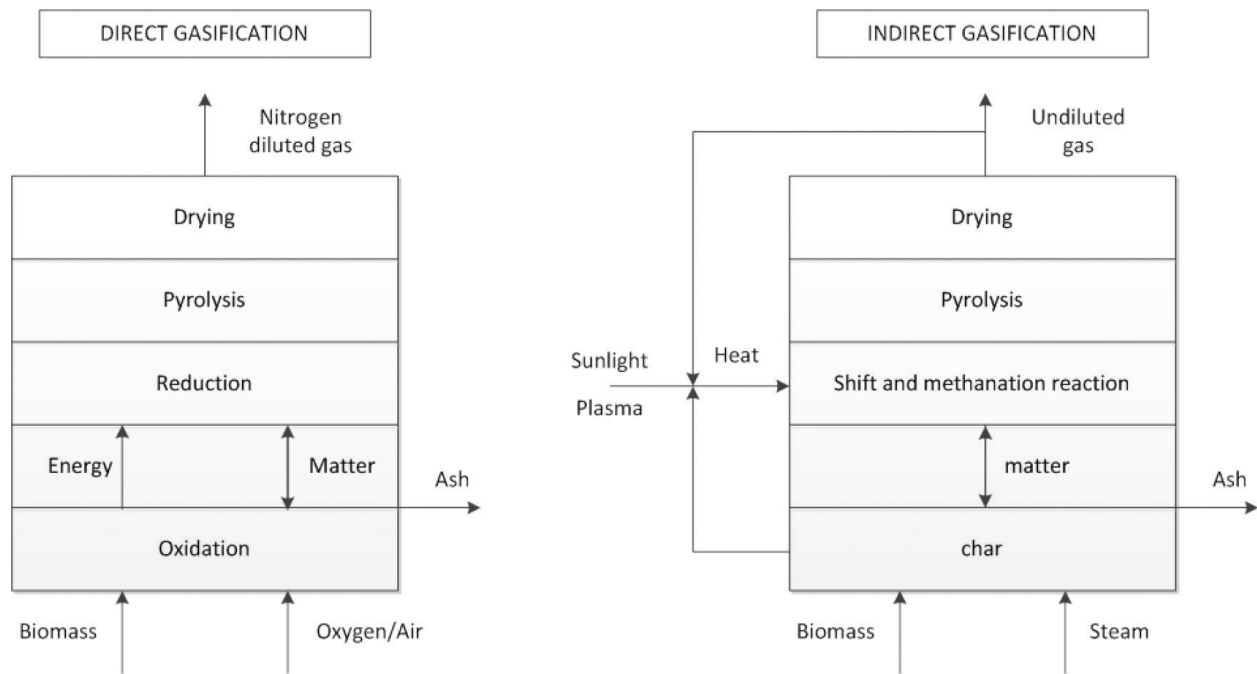 DIRECT GASIFICATION
Nitrogen
diluted gas
Drying
Pyrolysis
Reduction
Energy
Matter
Ash
Oxidation
Biomass
Oxygen/Air
INDIRECT GASIFICATION
Undiluted
gas
Drying
Pyrolysis
Sunlight
Heat
Plasma
Shift and methanation reaction
matter
Ash
char
Biomass
Steam